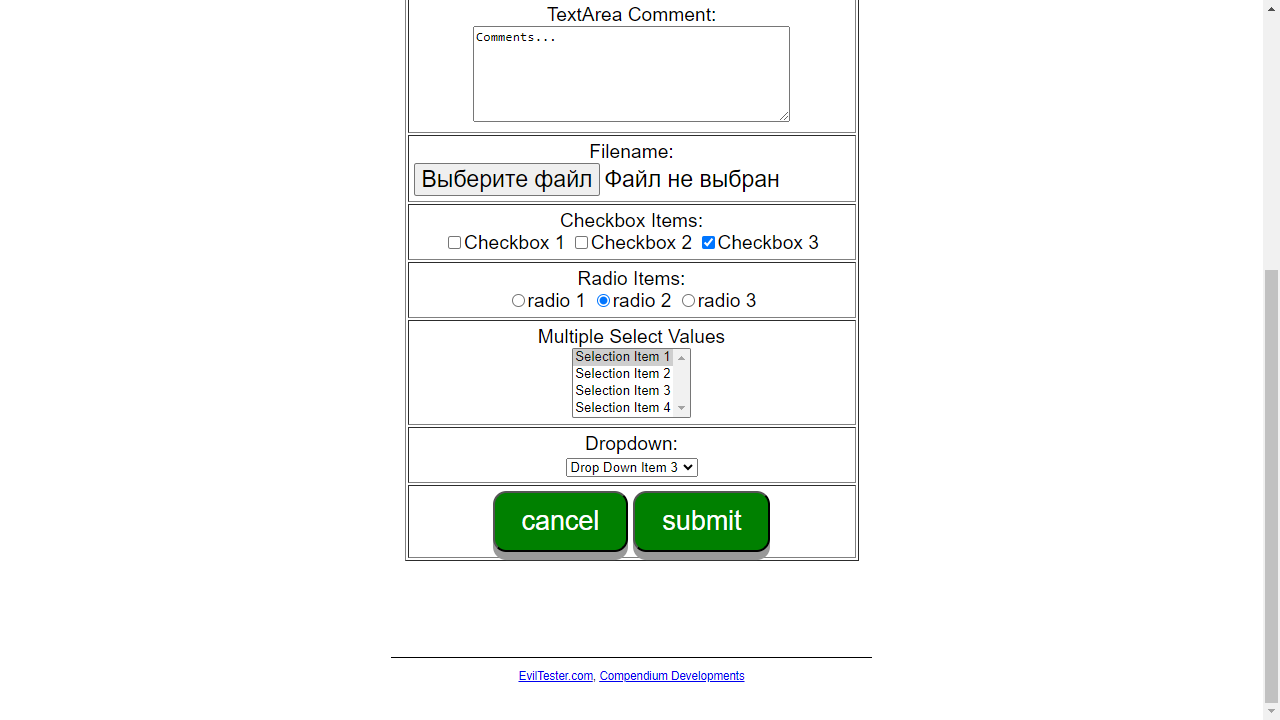 TextArea Comment:
Comments...
Filename:
Выберите файл Файл не выбран
Checkbox Items:
Checkbox 1 Checkbox 2 Checkbox 3
Radio Items:
radio 1 radio 2 radio 3
Multiple Select Values
Selection Item 1
Selection Item 2
Selection Item 3
Selection Item 4
Dropdown:
Drop Down Item 3
cancel submit
EvilTester.com, Compendium Developments